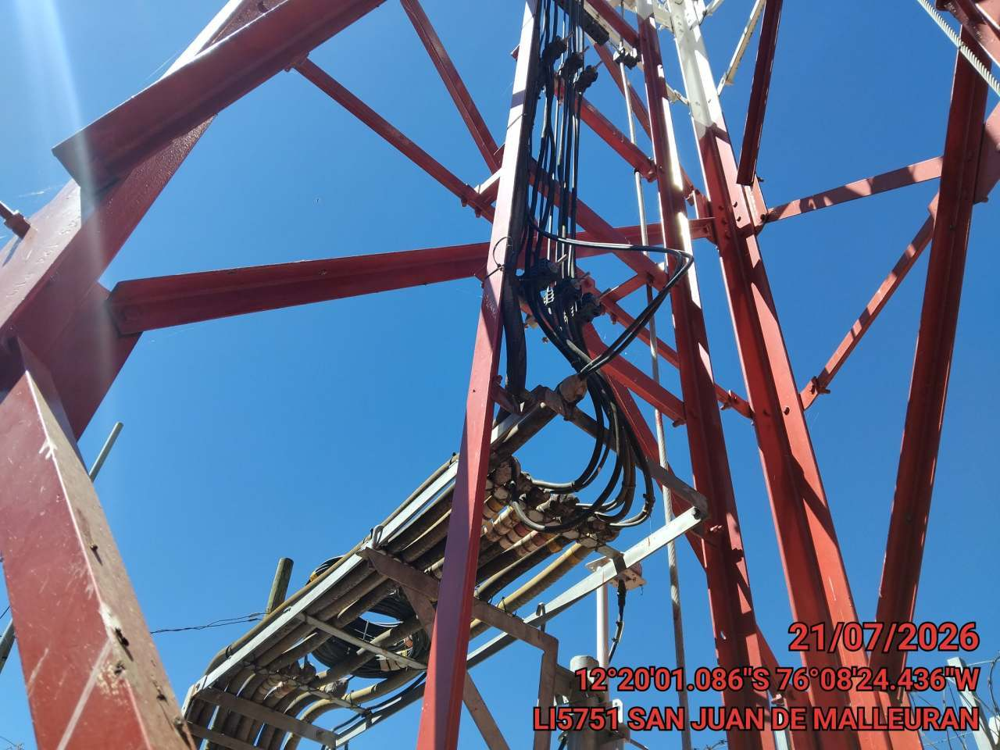 21/07/2026
12°20'01.086"S 76°08'24.436"W
LI5751 SAN JUAN DE MALLEURAN